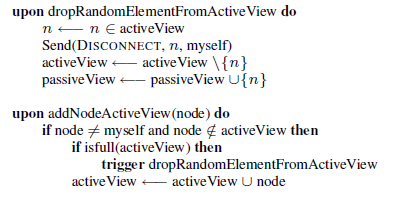 upon dropRandomElementFromActiveView do
n ⟵ n ∈ activeView
Send(DISCONNECT, n, myself)
activeView ⟵ activeView \{n}
passiveView ⟵ passiveView ∪{n}
upon addNodeActiveView(node) do
if node ≠ myself and node ∉ activeView then
if isfull(activeView) then
trigger dropRandomElementFromActiveView
activeView ⟵ activeView ∪ node